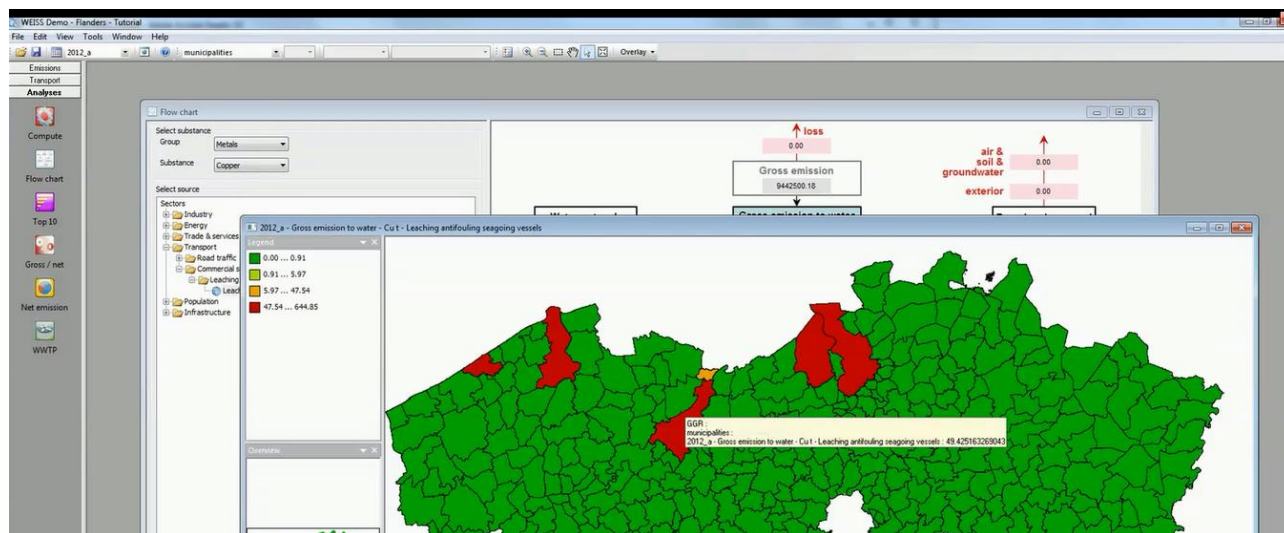 WEISS Demo - Flanders - Tutorial
File Edit View Tools Window Help
2012_a municipalities Overlay
Emissions
Transport
Analyses
Compute
Flow chart
Top 10
Gross / net
Net emission
WWTP
Flow chart
Select substance
Group Metals
Substance Copper
Select source
Sectors
Industry
Energy
Trade & services
Transport
Road traffic
Commercial s
Leaching
Leac
Population
Infrastructure
loss
0.00
Gross emission
9442500.18
air &
soil & 0.00
groundwater
exterior 0.00
Gross emission to water
2012_a - Gross emission to water - Cu t - Leaching antifouling seagoing vessels
Legend
0.00 ... 0.91
0.91 ... 5.97
5.97 ... 47.54
47.54 ... 644.85
GGR :
municipalities :
2012_a - Gross emission to water - Cu t - Leaching antifouling seagoing vessels : 49.425163269043
Overview